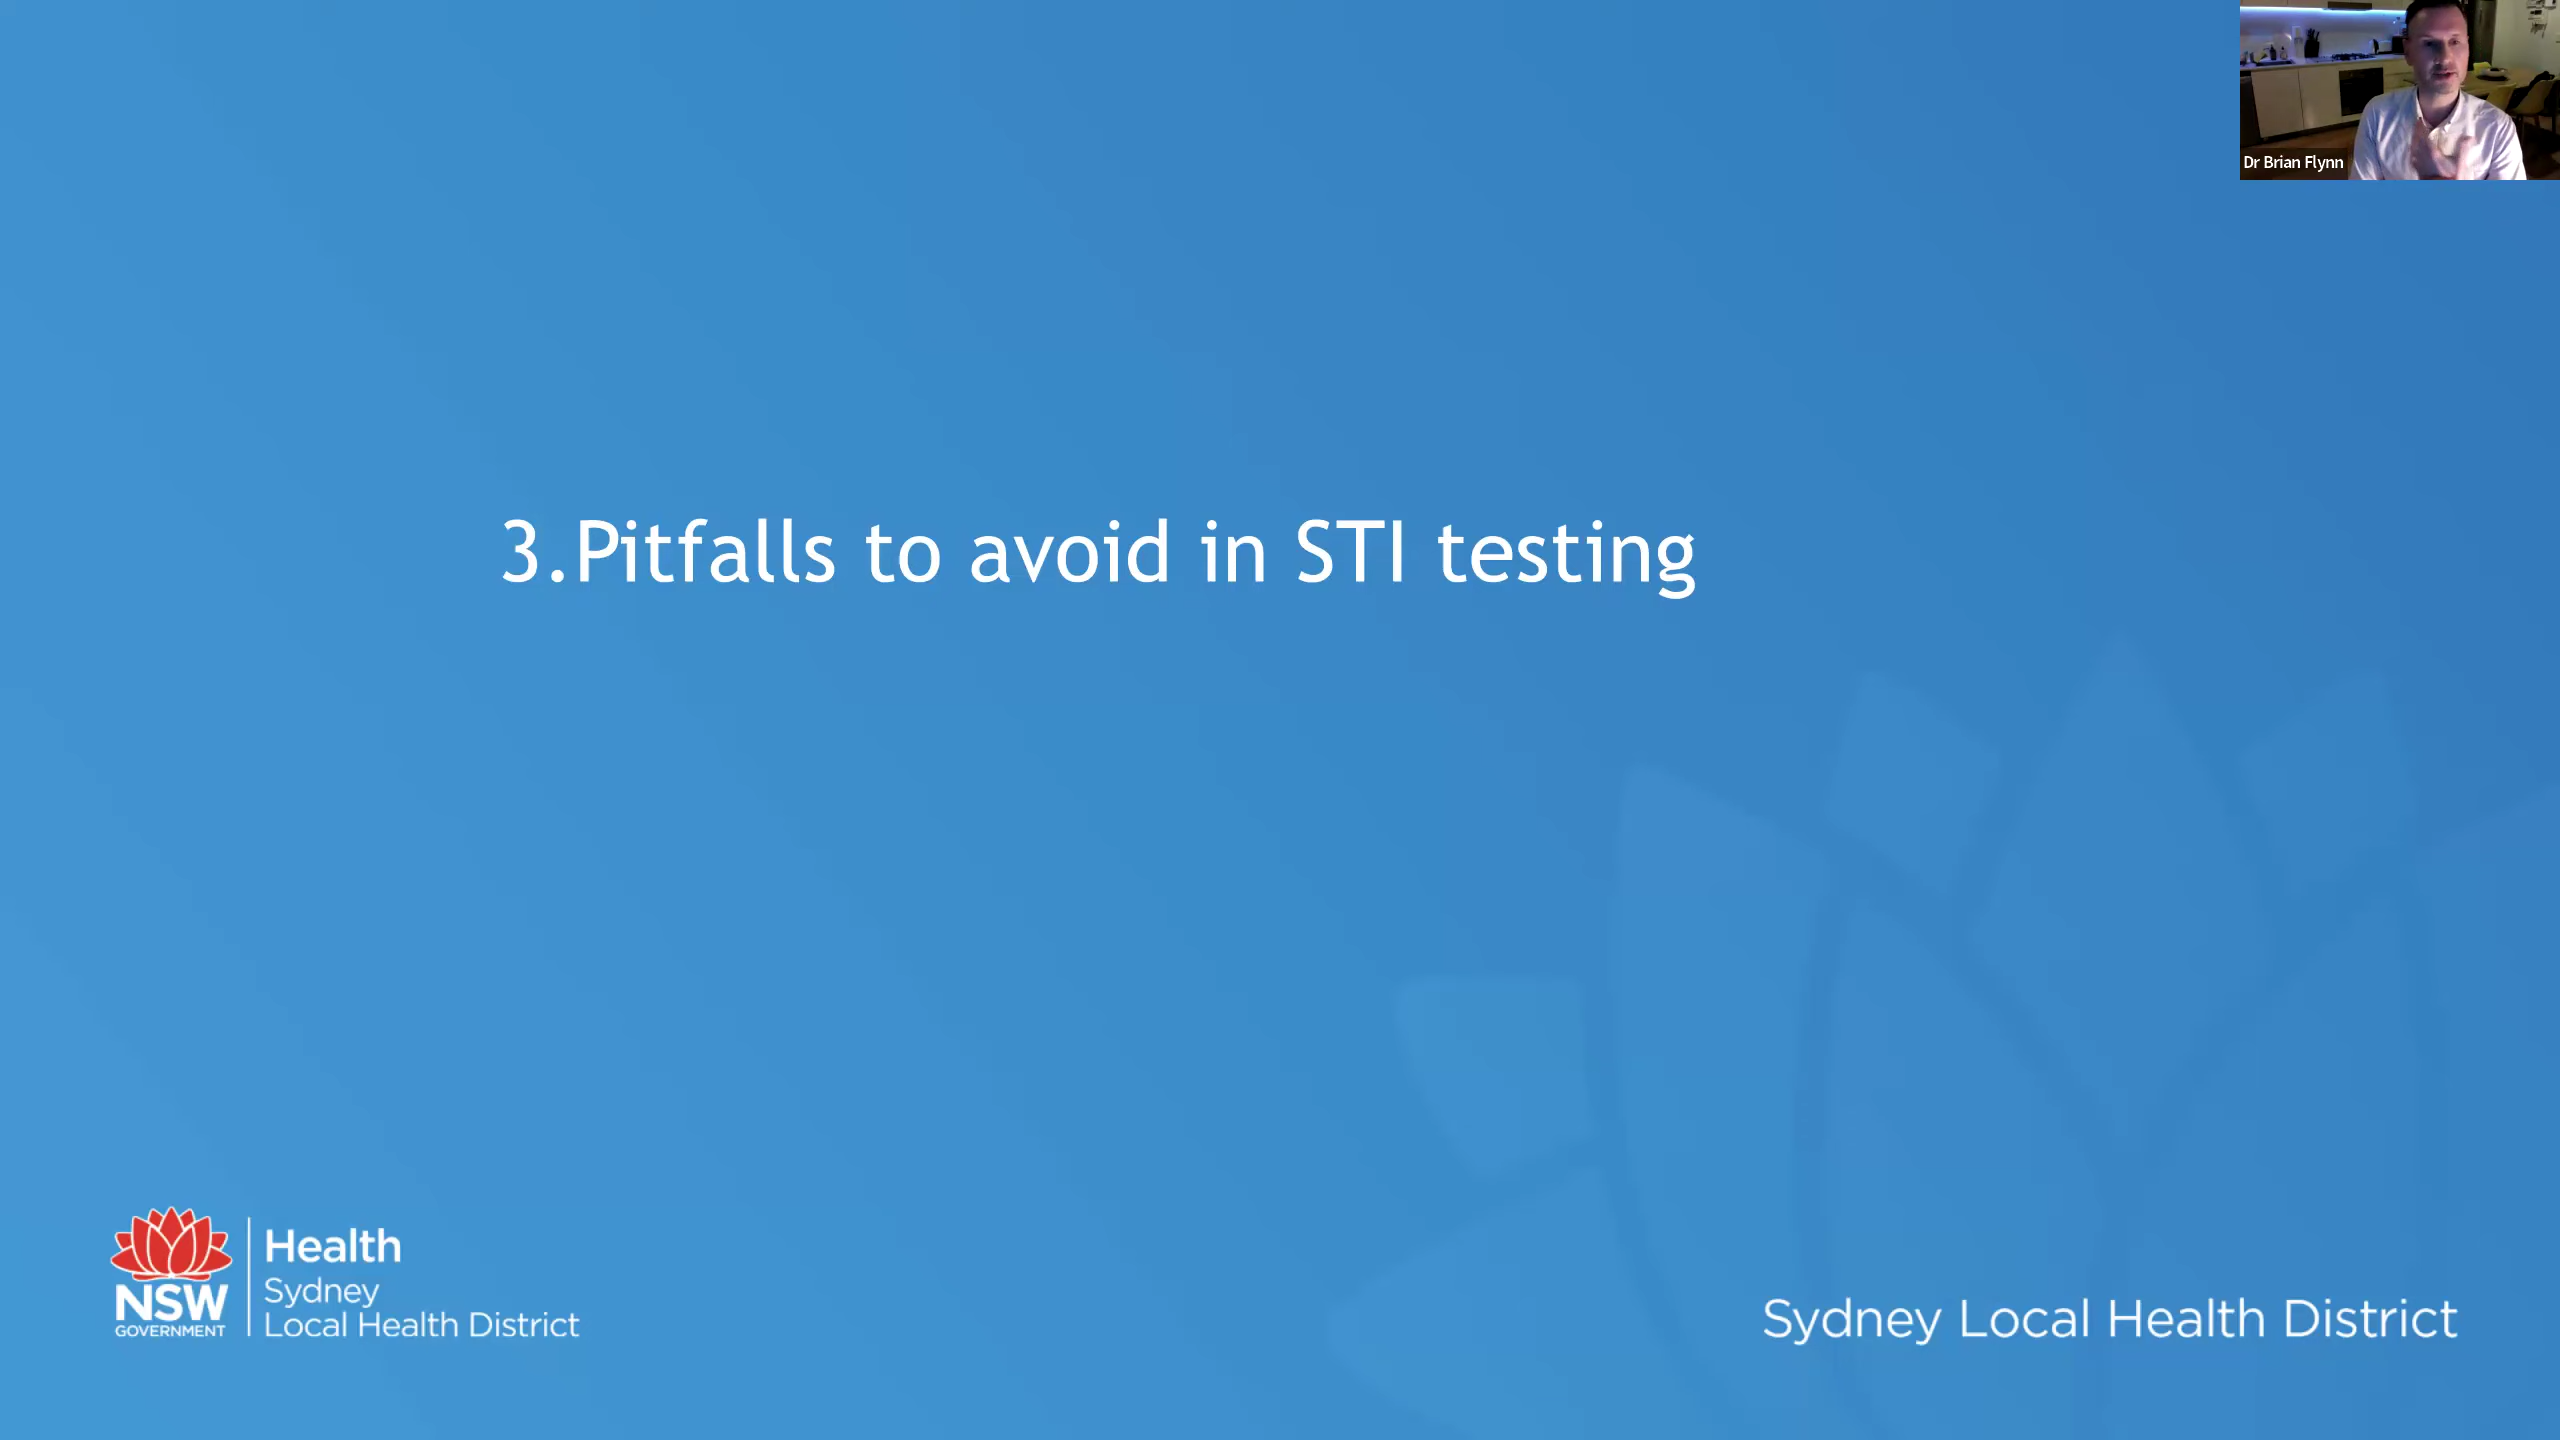 Dr Brian Flynn
3.Pitfalls to avoid in STI testing
Health
Sydney
Local Health District
NSW
GOVERNMENT
Sydney Local Health District